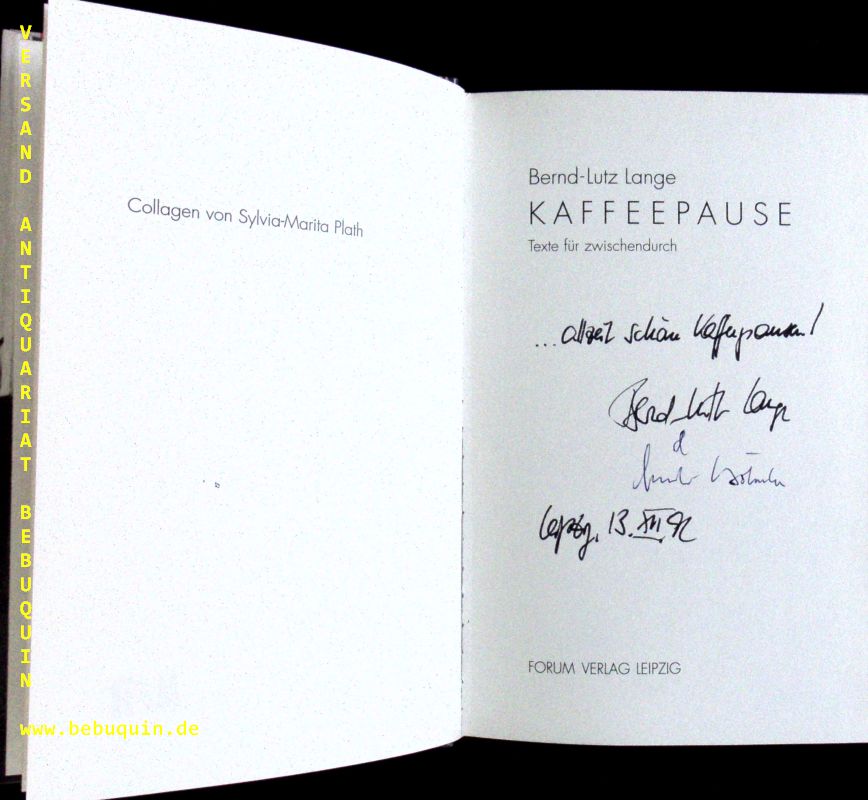 VERSAND ANTIQUARIAT BEBUQUIN
www.bebuquin.de
Collagen von Sylvia-Marita Plath
Bernd-Lutz Lange
KAFFEEPAUSE
Texte für zwischendurch
...allzeit schöne Kaffeepausen!
Bernd-Lutz Lange
Leipzig, 13. XII. 92
FORUM VERLAG LEIPZIG